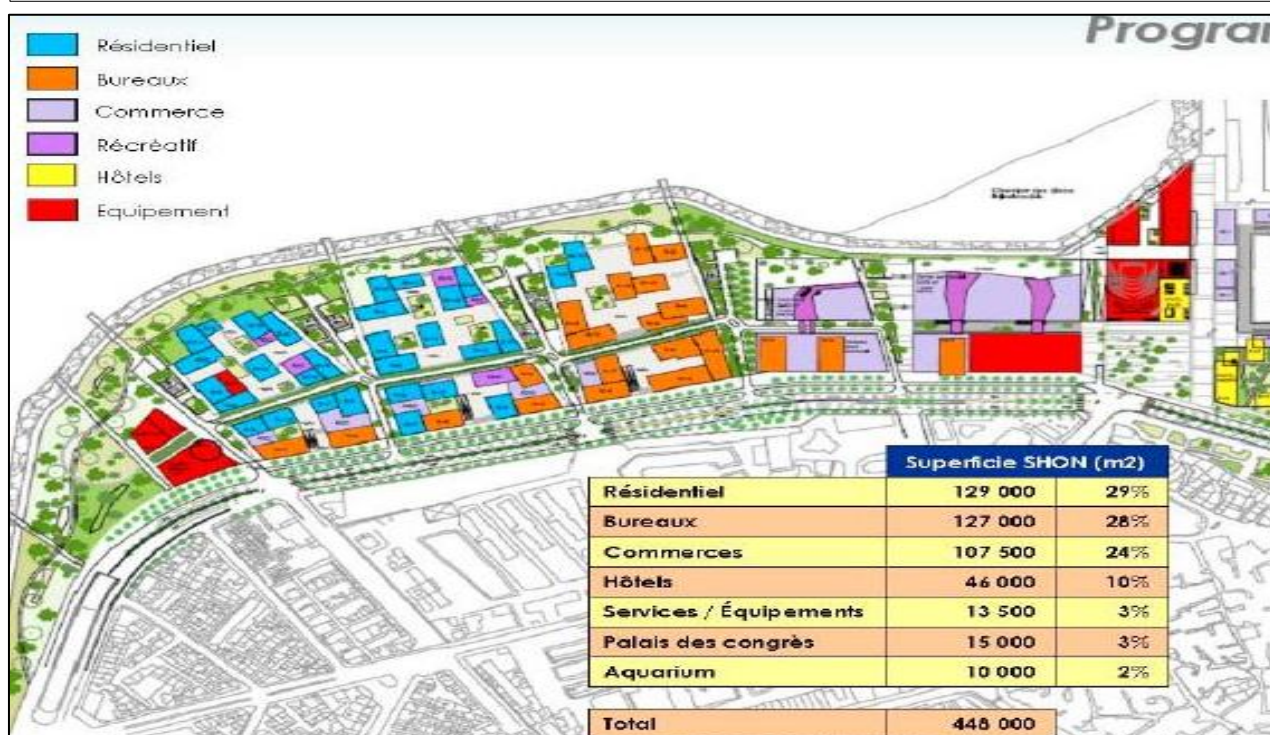 Program
Résidentiel
Bureaux
Commerce
Récréatif
Hôtels
Equipement
Superficie SHON (m2)
Résidentiel 129 000 29%
Bureaux 127 000 28%
Commerces 107 500 24%
Hôtels 46 000 10%
Services / Équipements 13 500 3%
Palais des congrès 15 000 3%
Aquarium 10 000 2%
Total 448 000